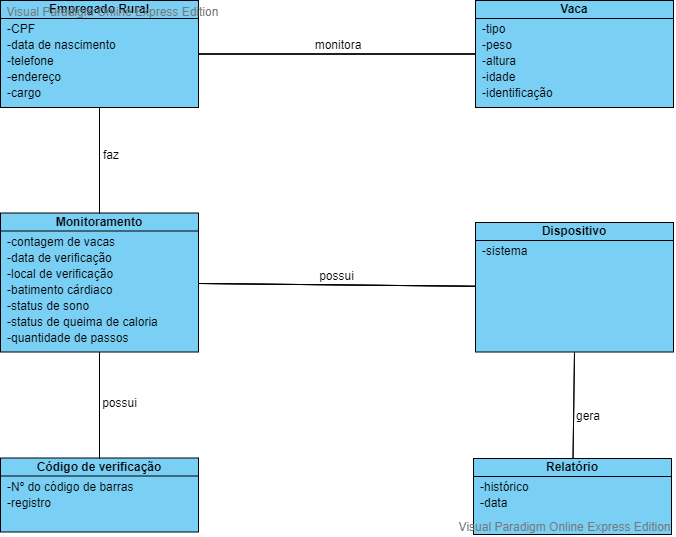 Visual Paradigm Online Express Edition
Empregado Rural
-CPF
-data de nascimento
-telefone
-endereço
-cargo
monitora
Vaca
-tipo
-peso
-altura
-idade
-identificação
faz
Monitoramento
-contagem de vacas
-data de verificação
-local de verificação
-batimento cárdiaco
-status de sono
-status de queima de caloria
-quantidade de passos
possui
Dispositivo
-sistema
possui
gera
Código de verificação
-Nº do código de barras
-registro
Relatório
-histórico
-data
Visual Paradigm Online Express Edition